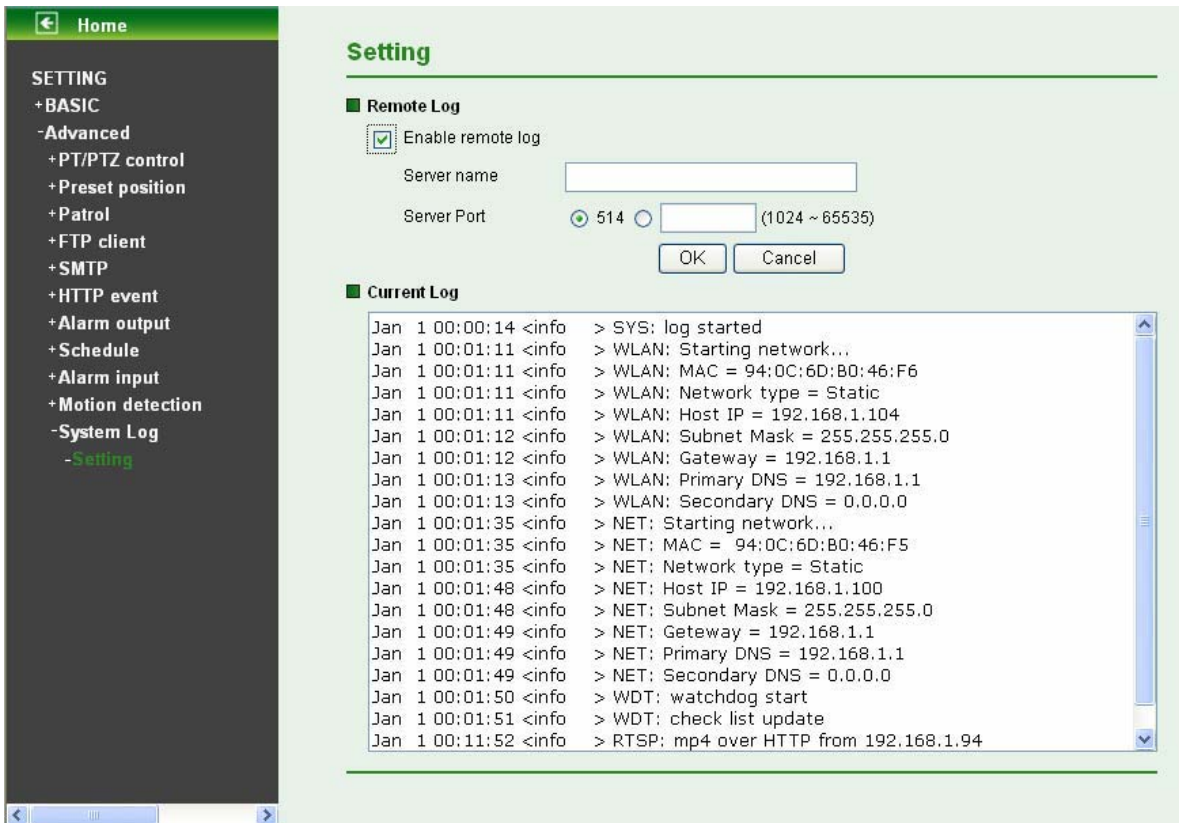 Home
SETTING
+BASIC
-Advanced
+PT/PTZ control
+Preset position
+Patrol
+FTP client
+SMTP
+HTTP event
+Alarm output
+Schedule
+Alarm input
+Motion detection
-System Log
-Setting
Setting
Remote Log
Enable remote log
Server name
Server Port 514 (1024 ~ 65535)
OK Cancel
Current Log
Jan 1 00:00:14 <info > SYS: log started
Jan 1 00:01:11 <info > WLAN: Starting network...
Jan 1 00:01:11 <info > WLAN: MAC = 94:0C:6D:B0:46:F6
Jan 1 00:01:11 <info > WLAN: Network type = Static
Jan 1 00:01:11 <info > WLAN: Host IP = 192.168.1.104
Jan 1 00:01:12 <info > WLAN: Subnet Mask = 255.255.255.0
Jan 1 00:01:12 <info > WLAN: Gateway = 192.168.1.1
Jan 1 00:01:13 <info > WLAN: Primary DNS = 192.168.1.1
Jan 1 00:01:13 <info > WLAN: Secondary DNS = 0.0.0.0
Jan 1 00:01:35 <info > NET: Starting network...
Jan 1 00:01:35 <info > NET: MAC = 94:0C:6D:B0:46:F5
Jan 1 00:01:35 <info > NET: Network type = Static
Jan 1 00:01:48 <info > NET: Host IP = 192.168.1.100
Jan 1 00:01:48 <info > NET: Subnet Mask = 255.255.255.0
Jan 1 00:01:49 <info > NET: Geteway = 192.168.1.1
Jan 1 00:01:49 <info > NET: Primary DNS = 192.168.1.1
Jan 1 00:01:49 <info > NET: Secondary DNS = 0.0.0.0
Jan 1 00:01:50 <info > WDT: watchdog start
Jan 1 00:01:51 <info > WDT: check list update
Jan 1 00:11:52 <info > RTSP: mp4 over HTTP from 192.168.1.94